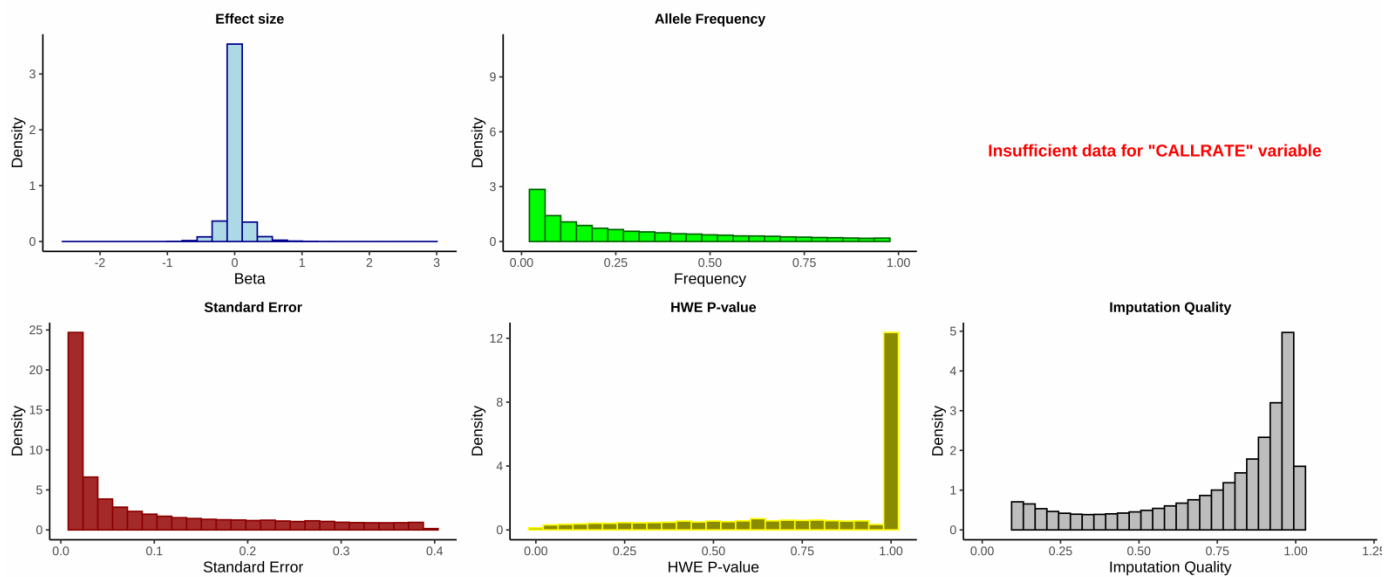 Effect size
Density
3
2
1
0
-2 -1 0 1 2 3
Beta
Allele Frequency
Density
9
6
3
0
0.00 0.25 0.50 0.75 1.00
Frequency
Insufficient data for "CALLRATE" variable
Standard Error
Density
25
20
15
10
5
0
0.0 0.1 0.2 0.3 0.4
Standard Error
HWE P-value
Density
12
8
4
0
0.00 0.25 0.50 0.75 1.00
HWE P-value
Imputation Quality
Density
5
4
3
2
1
0
0.00 0.25 0.50 0.75 1.00 1.25
Imputation Quality